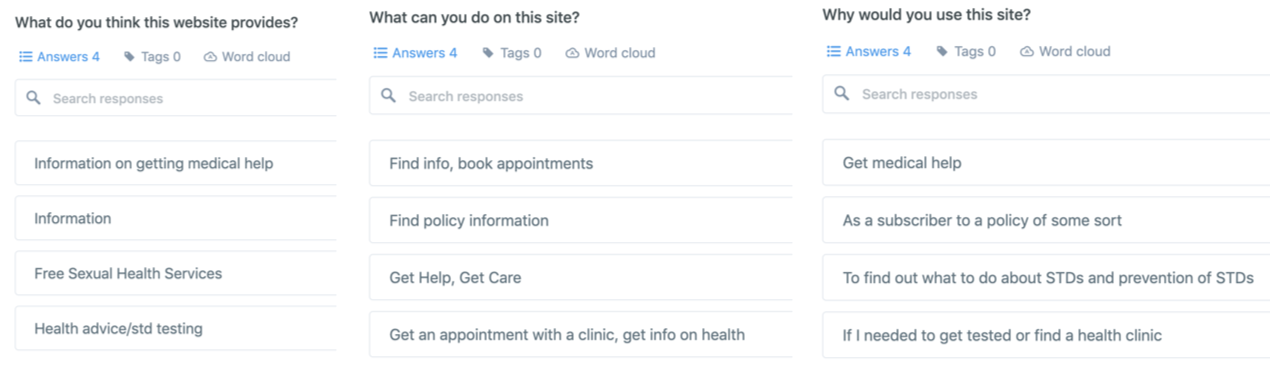 What do you think this website provides?
Answers 4 Tags 0 Word cloud
Search responses
Information on getting medical help
Information
Free Sexual Health Services
Health advice/std testing
What can you do on this site?
Answers 4 Tags 0 Word cloud
Search responses
Find info, book appointments
Find policy information
Get Help, Get Care
Get an appointment with a clinic, get info on health
Why would you use this site?
Answers 4 Tags 0 Word cloud
Search responses
Get medical help
As a subscriber to a policy of some sort
To find out what to do about STDs and prevention of STDs
If I needed to get tested or find a health clinic